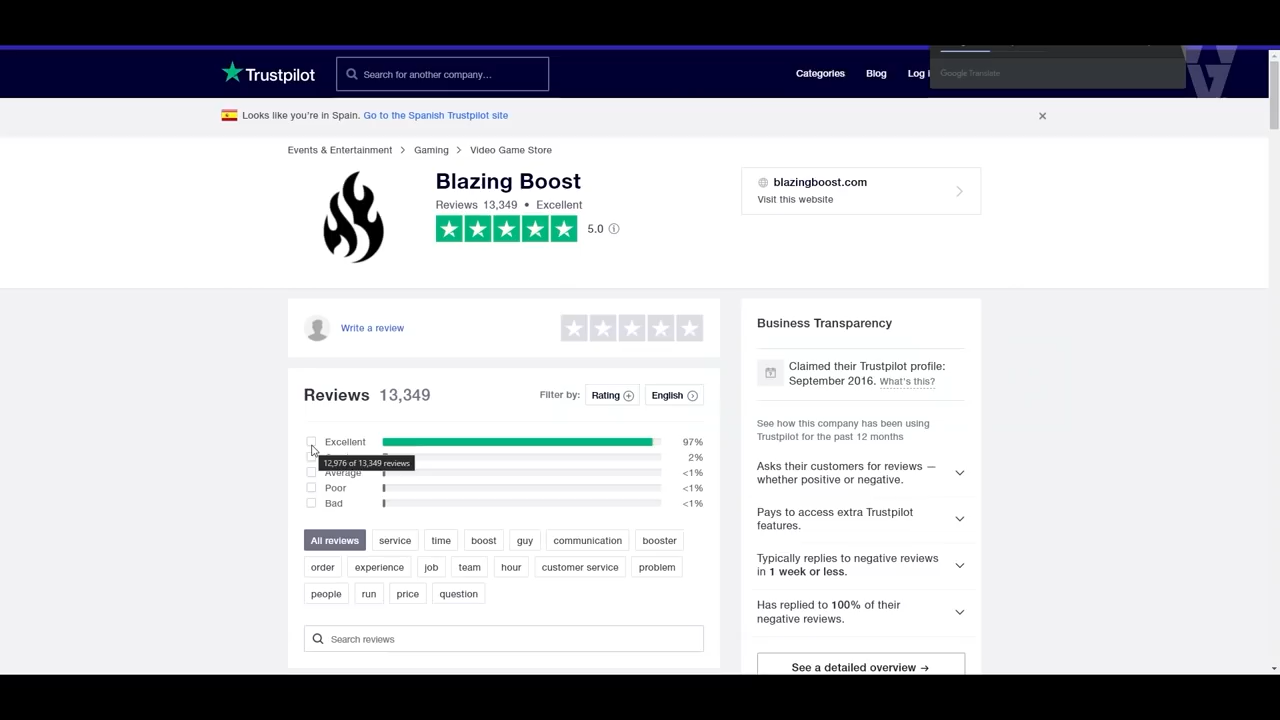 Trustpilot
Search for another company...
Categories
Blog
Log i
Google Translate
Looks like you're in Spain. Go to the Spanish Trustpilot site
Events & Entertainment > Gaming > Video Game Store
Blazing Boost
Reviews 13,349 • Excellent
5.0
blazingboost.com
Visit this website
Write a review
Reviews 13,349
Filter by:
Rating
English
Excellent 97%
12,976 of 13,349 reviews
2%
Average <1%
Poor <1%
Bad <1%
All reviews
service
time
boost
guy
communication
booster
order
experience
job
team
hour
customer service
problem
people
run
price
question
Search reviews
Business Transparency
Claimed their Trustpilot profile:
September 2016. What's this?
See how this company has been using
Trustpilot for the past 12 months
Asks their customers for reviews —
whether positive or negative.
Pays to access extra Trustpilot
features.
Typically replies to negative reviews
in 1 week or less.
Has replied to 100% of their
negative reviews.
See a detailed overview →